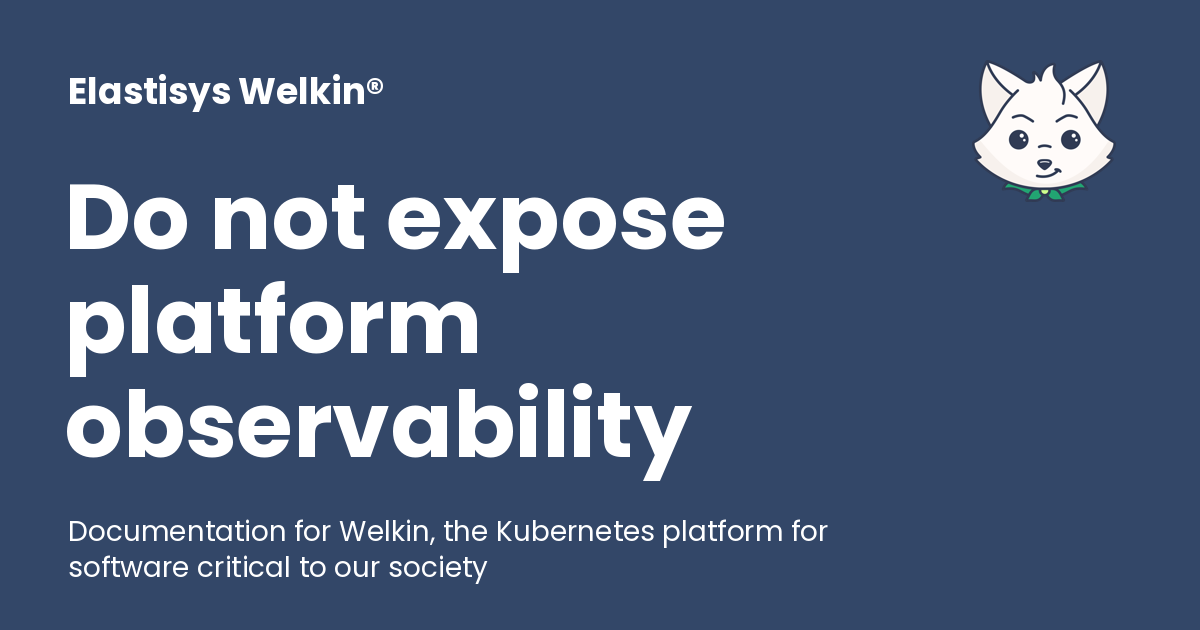 Elastisys Welkin®
Do not expose
platform
observability
Documentation for Welkin, the Kubernetes platform for
software critical to our society